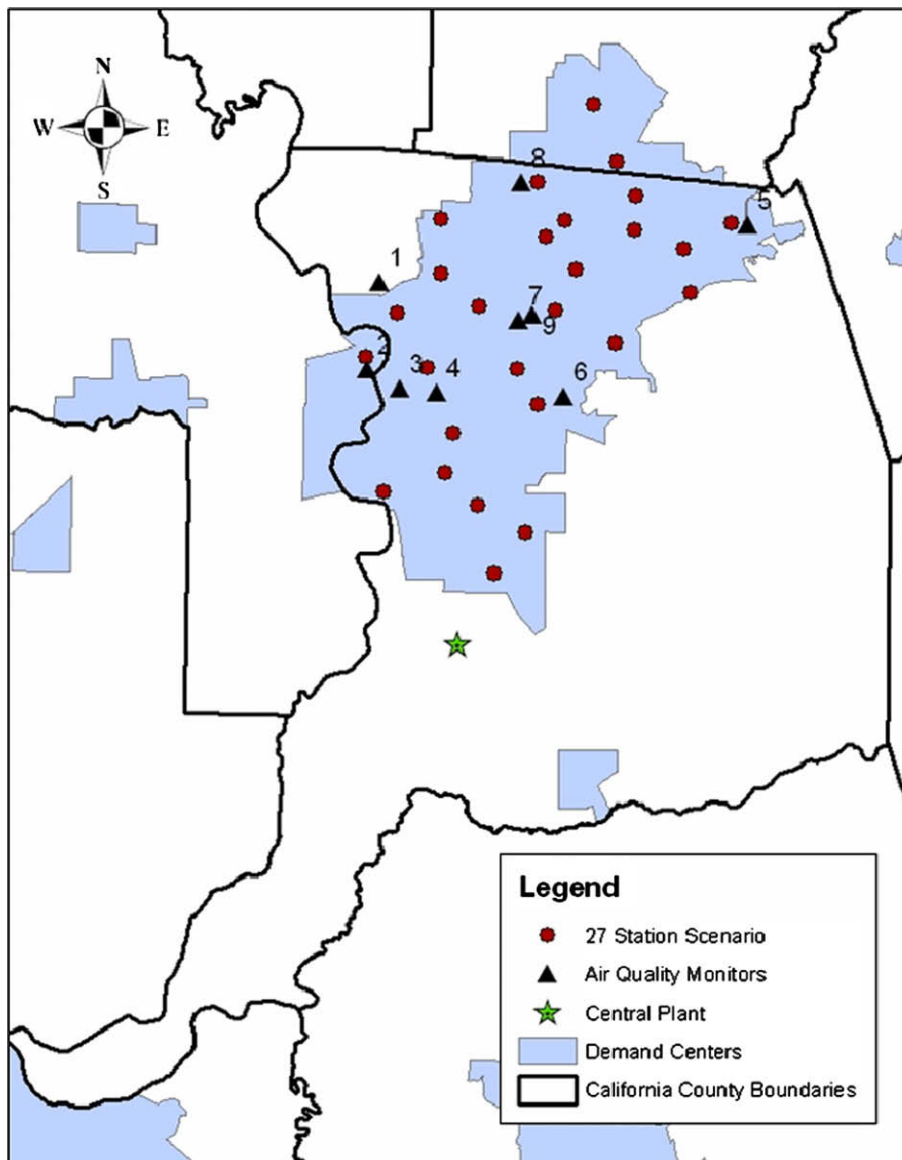 N
W E
S
8
5
1
7
9
2
3
4
6
Legend
27 Station Scenario
Air Quality Monitors
Central Plant
Demand Centers
California County Boundaries